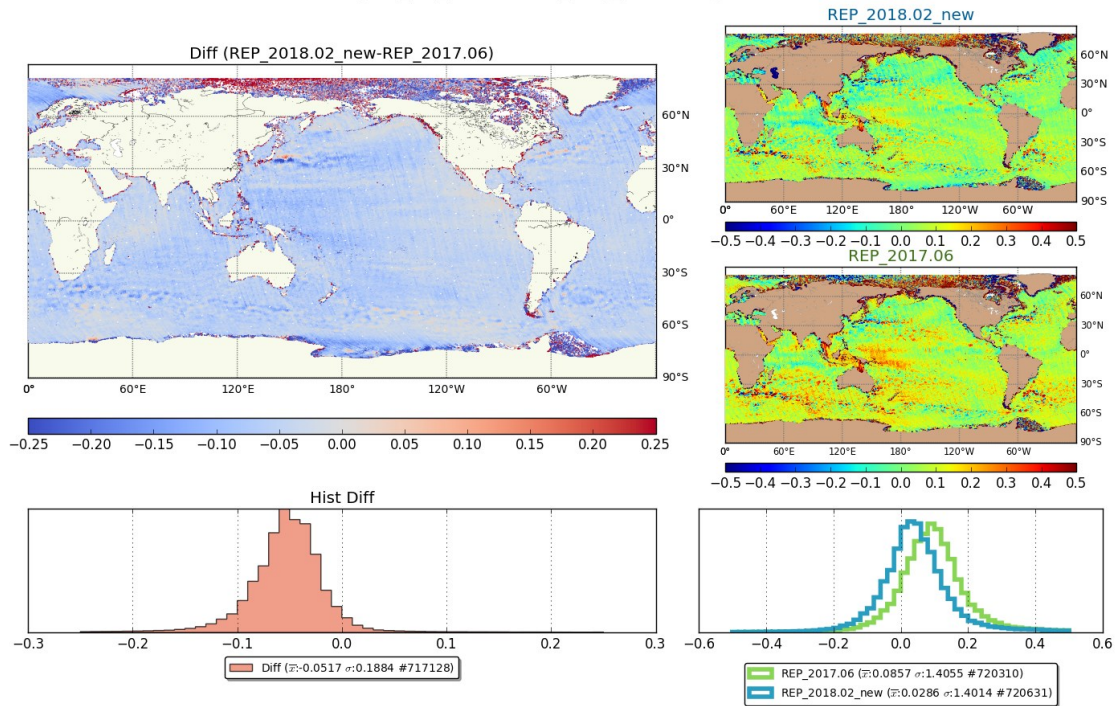 Diff (REP_2018.02_new-REP_2017.06)
60°N
30°N
0°
30°S
60°S
90°S
0° 60°E 120°E 180° 120°W 60°W
−0.25 −0.20 −0.15 −0.10 −0.05 0.00 0.05 0.10 0.15 0.20 0.25
REP_2018.02_new
60°N
30°N
0°
30°S
60°S
90°S
0° 60°E 120°E 180° 120°W 60°W
−0.5 −0.4 −0.3 −0.2 −0.1 0.0 0.1 0.2 0.3 0.4 0.5
REP_2017.06
60°N
30°N
0°
30°S
60°S
90°S
0° 60°E 120°E 180° 120°W 60°W
−0.5 −0.4 −0.3 −0.2 −0.1 0.0 0.1 0.2 0.3 0.4 0.5
Hist Diff
−0.3 −0.2 −0.1 0.0 0.1 0.2 0.3
Diff (x̅:-0.0517 σ:0.1884 #717128)
−0.6 −0.4 −0.2 0.0 0.2 0.4 0.6
REP_2017.06 (x̅:0.0857 σ:1.4055 #720310)
REP_2018.02_new (x̅:0.0286 σ:1.4014 #720631)